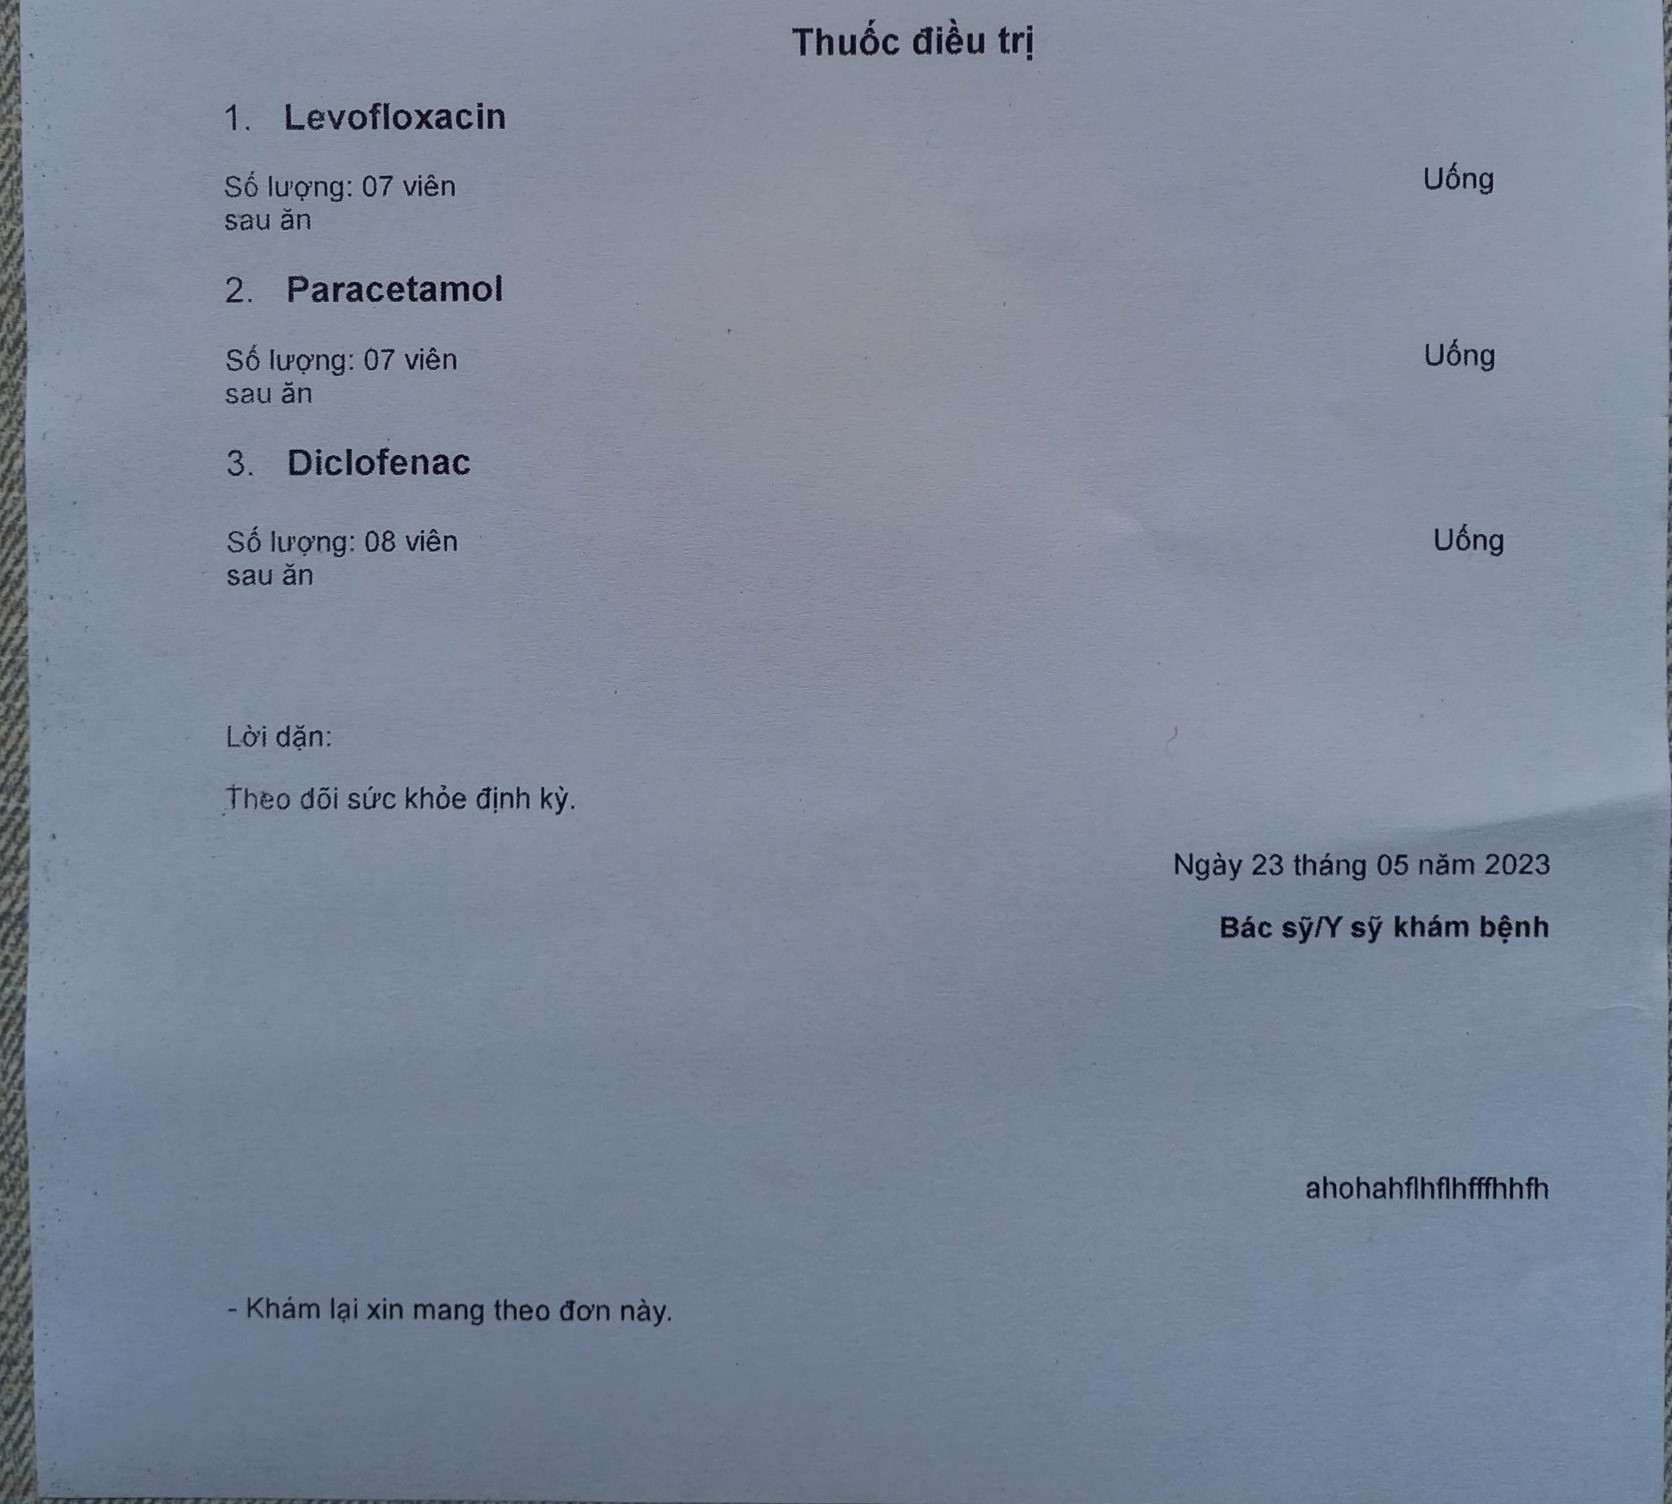 Thuốc điều trị
1. Levofloxacin
Số lượng: 07 viên Uống
sau ăn
2. Paracetamol
Số lượng: 07 viên Uống
sau ăn
3. Diclofenac
Số lượng: 08 viên Uống
sau ăn
Lời dặn:
Theo dõi sức khỏe định kỳ.
Ngày 23 tháng 05 năm 2023
Bác sỹ/Y sỹ khám bệnh
ahohahflhflhfffhhfh
- Khám lại xin mang theo đơn này.